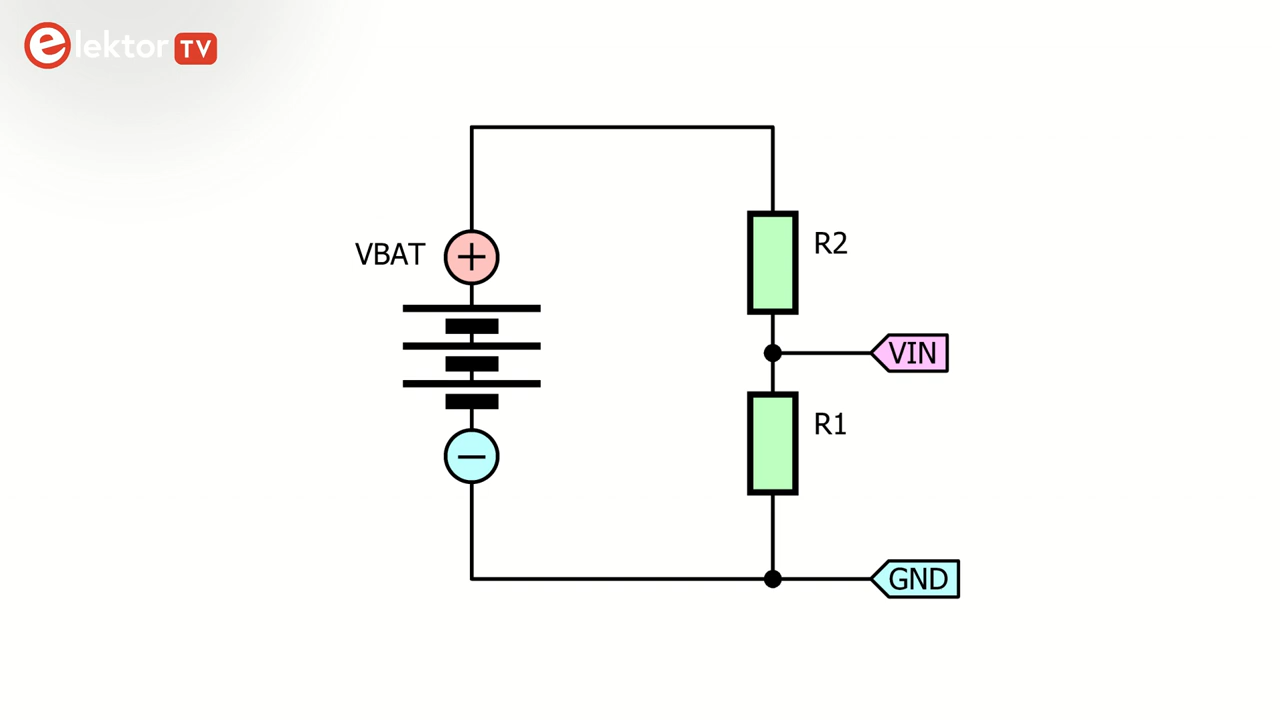 elektor TV
R2
VBAT
+
VIN
R1
−
GND